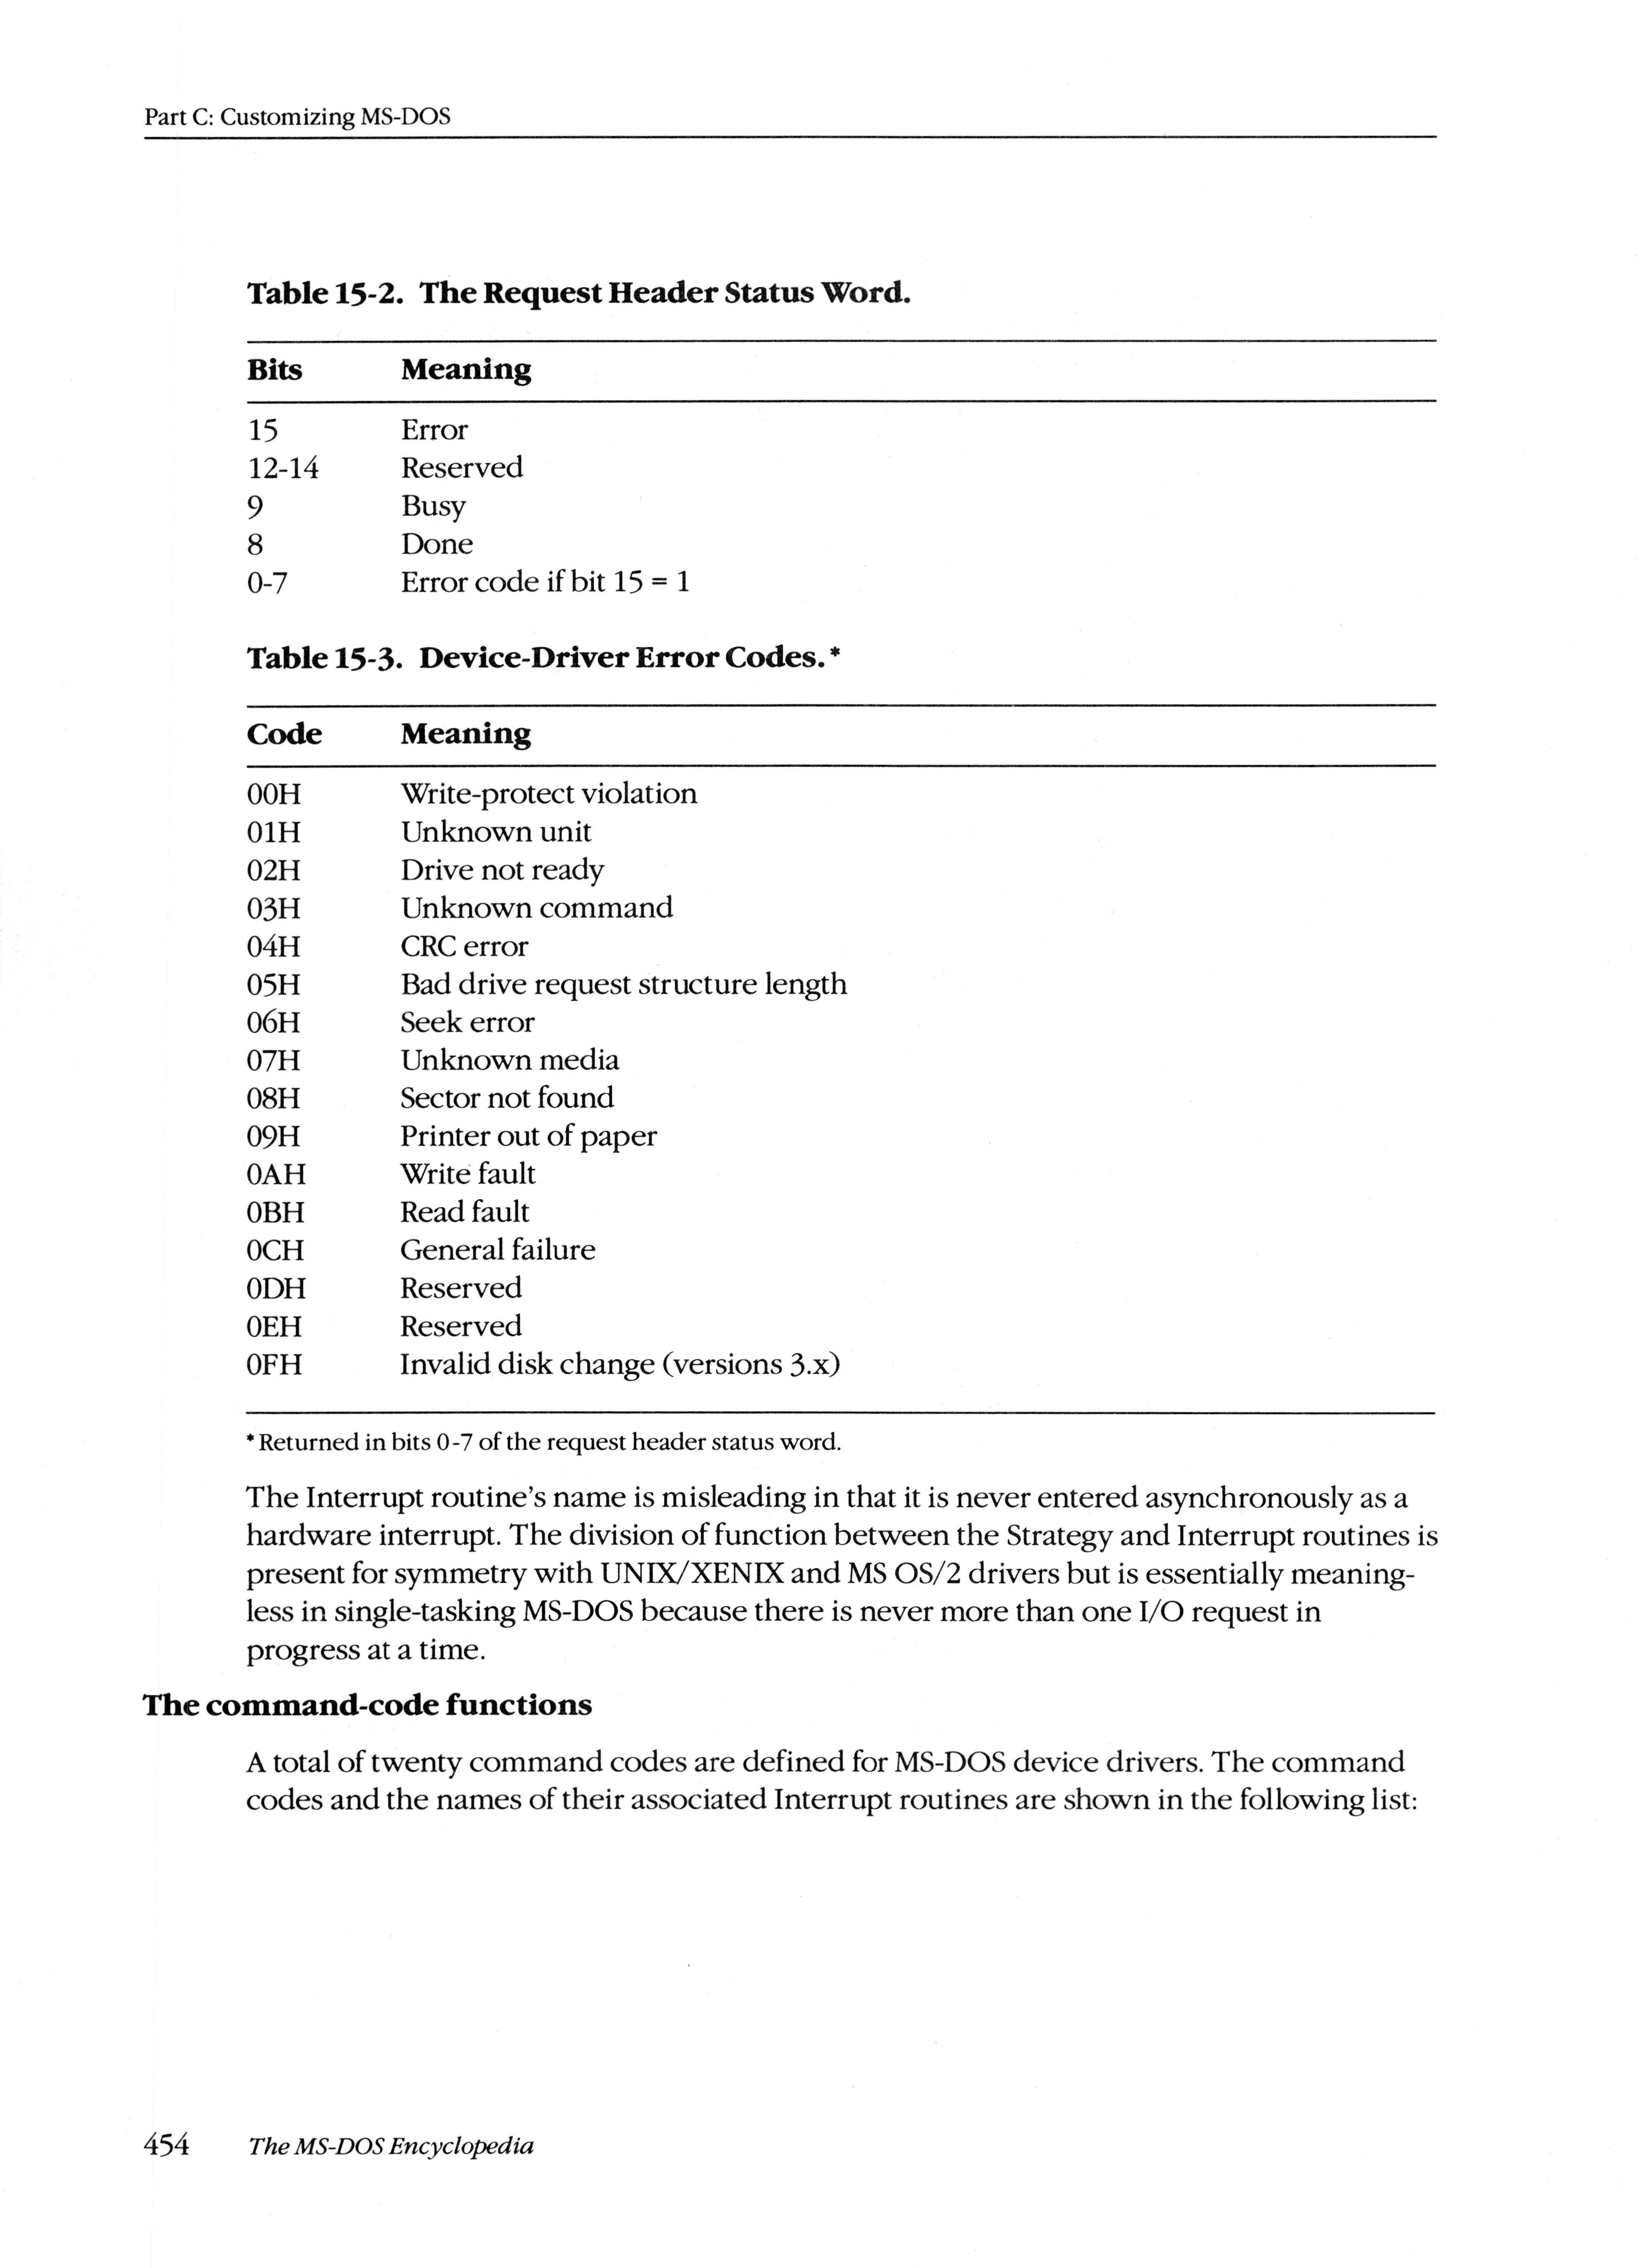 Part C: Customizing MS-DOS
Table 15-2. The Request Header Status Word.
Bits Meaning
15 Error
12-14 Reserved
9 Busy
8 Done
0-7 Error code if bit 15 = 1
Table 15-3. Device-Driver Error Codes.*
Code Meaning
00H Write-protect violation
01H Unknown unit
02H Drive not ready
03H Unknown command
04H CRC error
05H Bad drive request structure length
06H Seek error
07H Unknown media
08H Sector not found
09H Printer out of paper
0AH Write fault
0BH Read fault
0CH General failure
0DH Reserved
0EH Reserved
0FH Invalid disk change (versions 3.x)
*Returned in bits 0-7 of the request header status word.
The Interrupt routine's name is misleading in that it is never entered asynchronously as a
hardware interrupt. The division of function between the Strategy and Interrupt routines is
present for symmetry with UNIX/XENIX and MS OS/2 drivers but is essentially meaning-
less in single-tasking MS-DOS because there is never more than one I/O request in
progress at a time.
The command-code functions
A total of twenty command codes are defined for MS-DOS device drivers. The command
codes and the names of their associated Interrupt routines are shown in the following list:
454 The MS-DOS Encyclopedia